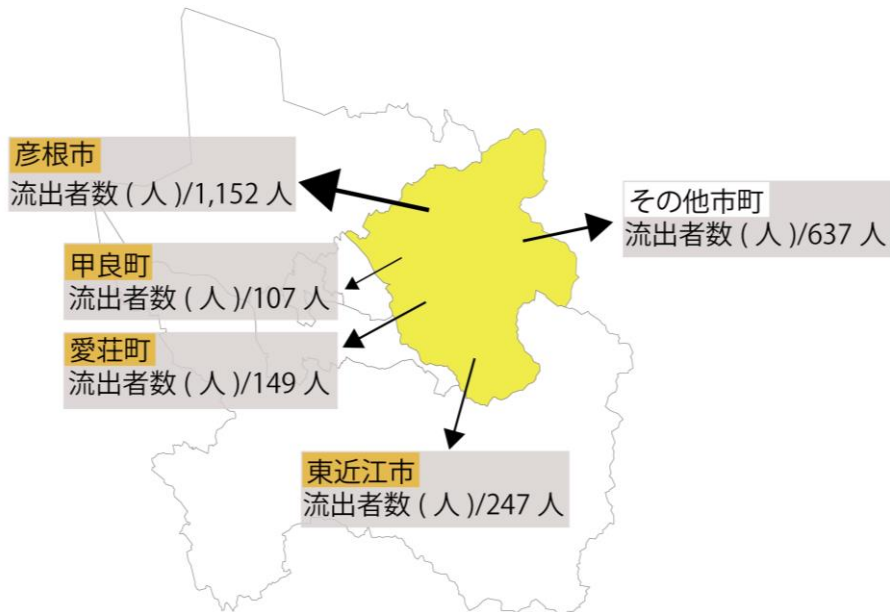 彦根市
流出者数 ( 人 )/1,152 人
その他市町
流出者数 ( 人 )/637 人
甲良町
流出者数 ( 人 )/107 人
愛荘町
流出者数 ( 人 )/149 人
東近江市
流出者数 ( 人 )/247 人